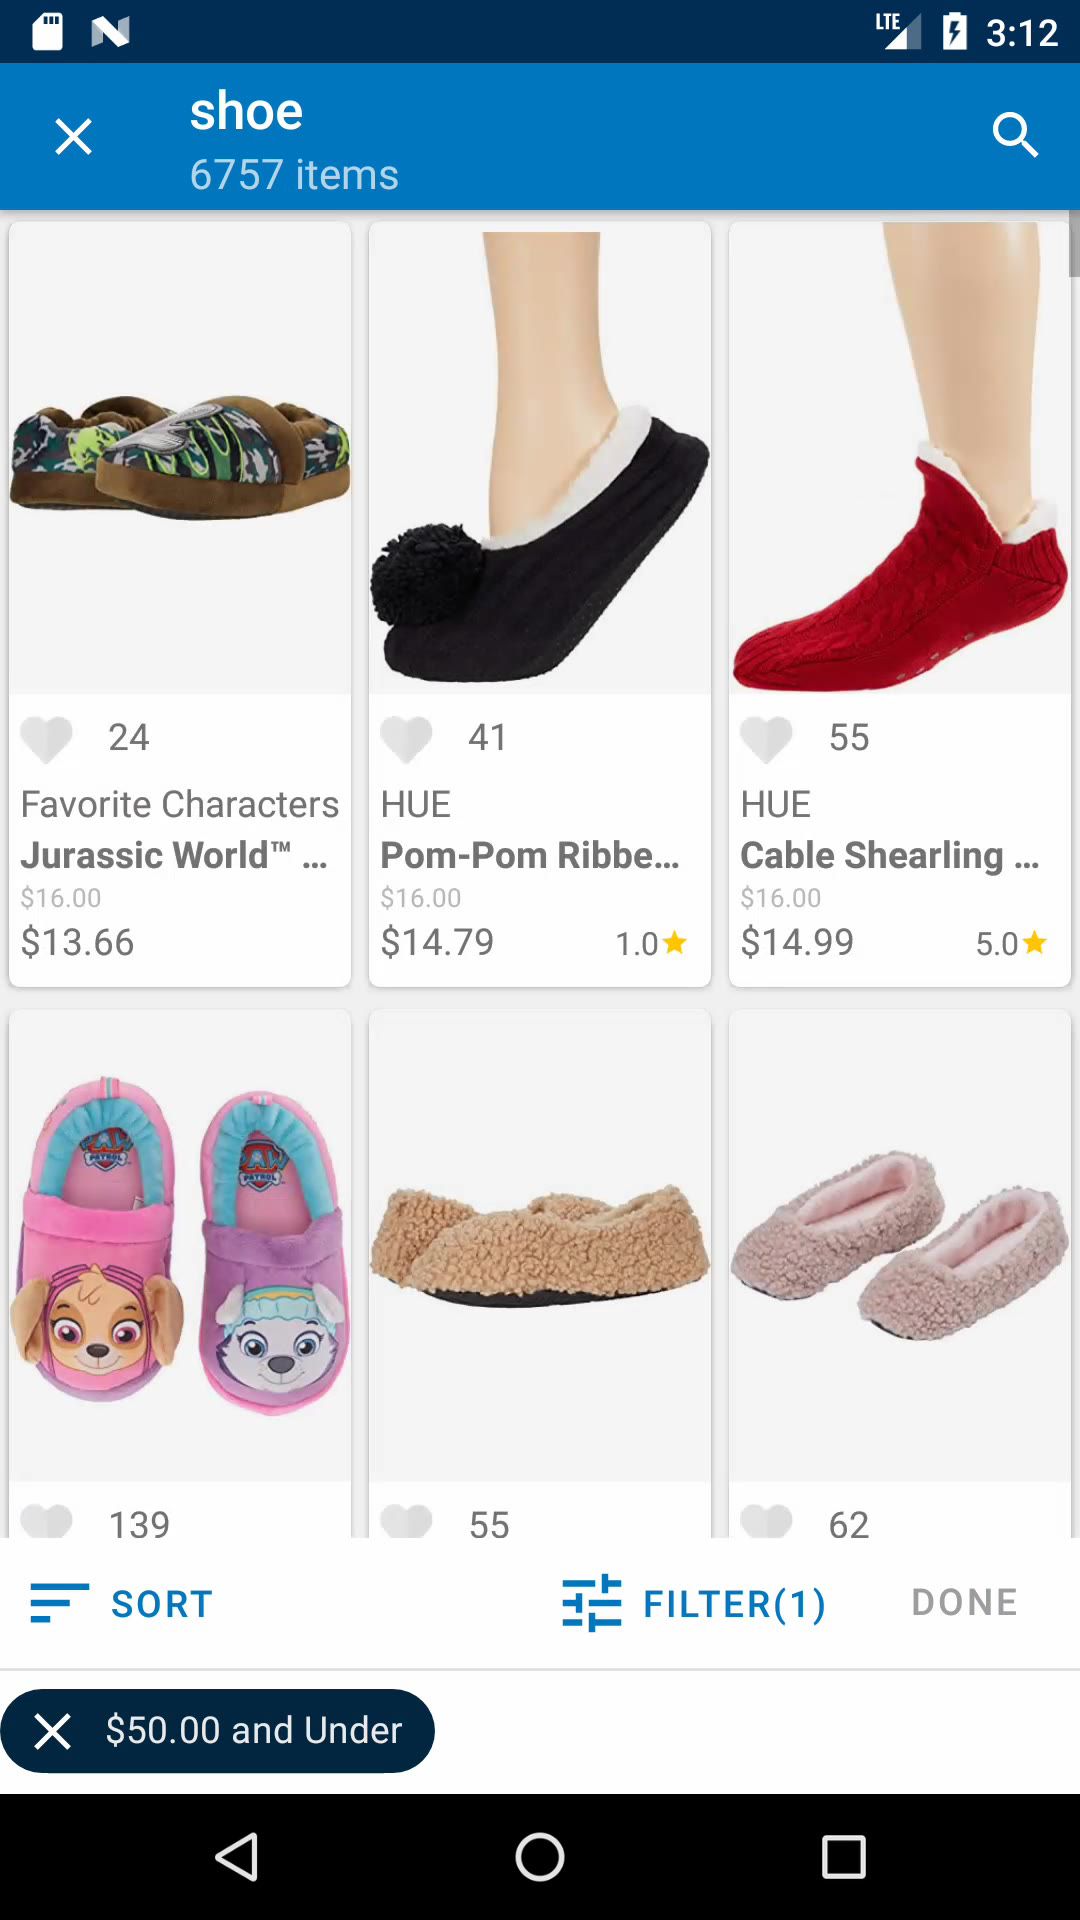 LTE 3:12
shoe
6757 items
24
41
55
Favorite Characters
HUE
HUE
Jurassic World™ ...
Pom-Pom Ribbe...
Cable Shearling ...
$16.00
$16.00
$16.00
$13.66
$14.79 1.0
$14.99 5.0
PAW
PATROL
PAW
PATROL
139
55
62
SORT
FILTER(1)
DONE
$50.00 and Under